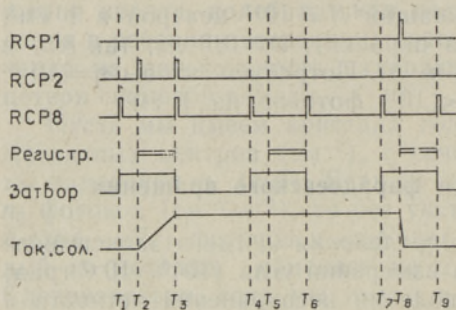 RCP1
RCP2
RCP8
Регистр.
Затвор
Ток.сол.
T₁ T₂ T₃ T₄ T₅ T₆ T₇ T₈ T₉